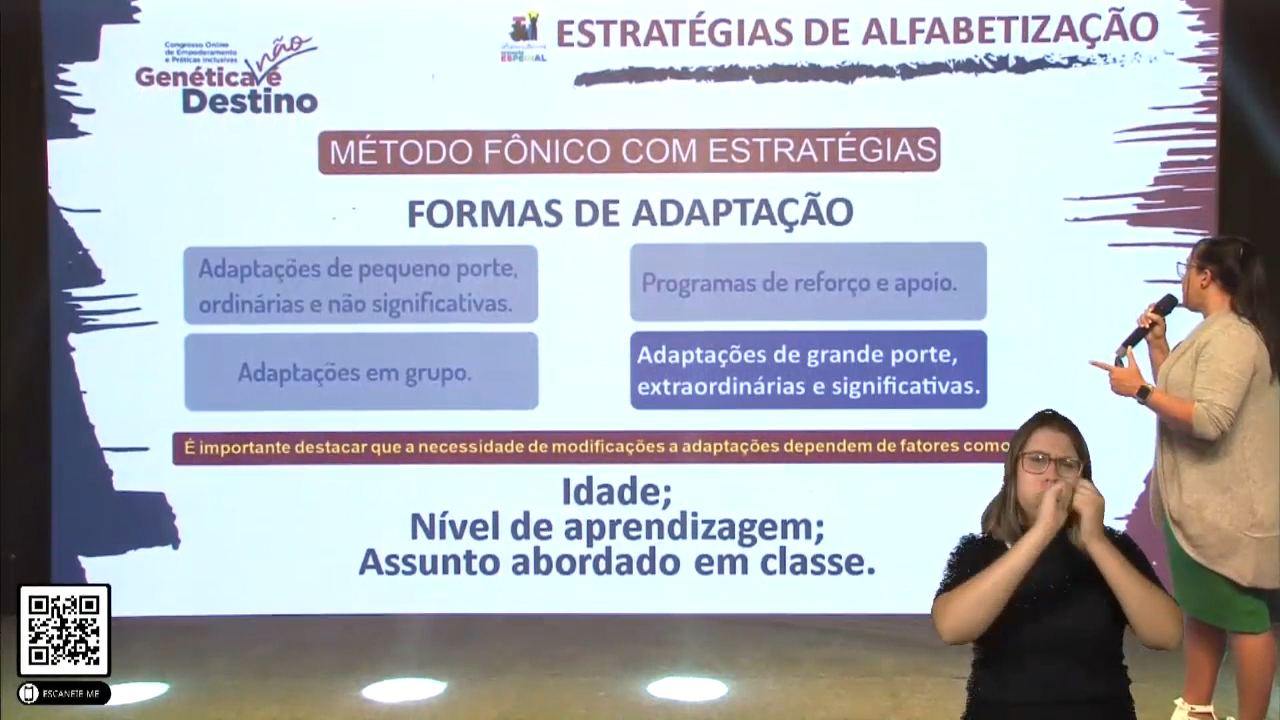 ESTRATÉGIAS DE ALFABETIZAÇÃO
Congresso Online
de Empoderamento
e Práticas Inclusivas
não
Genética é
Destino
ESPECIAL
MÉTODO FÔNICO COM ESTRATÉGIAS
FORMAS DE ADAPTAÇÃO
Adaptações de pequeno porte,
ordinárias e não significativas.
Programas de reforço e apoio.
Adaptações em grupo.
Adaptações de grande porte,
extraordinárias e significativas.
É importante destacar que a necessidade de modificações a adaptações dependem de fatores como
Idade;
Nível de aprendizagem;
Assunto abordado em classe.
ESCANEIE ME